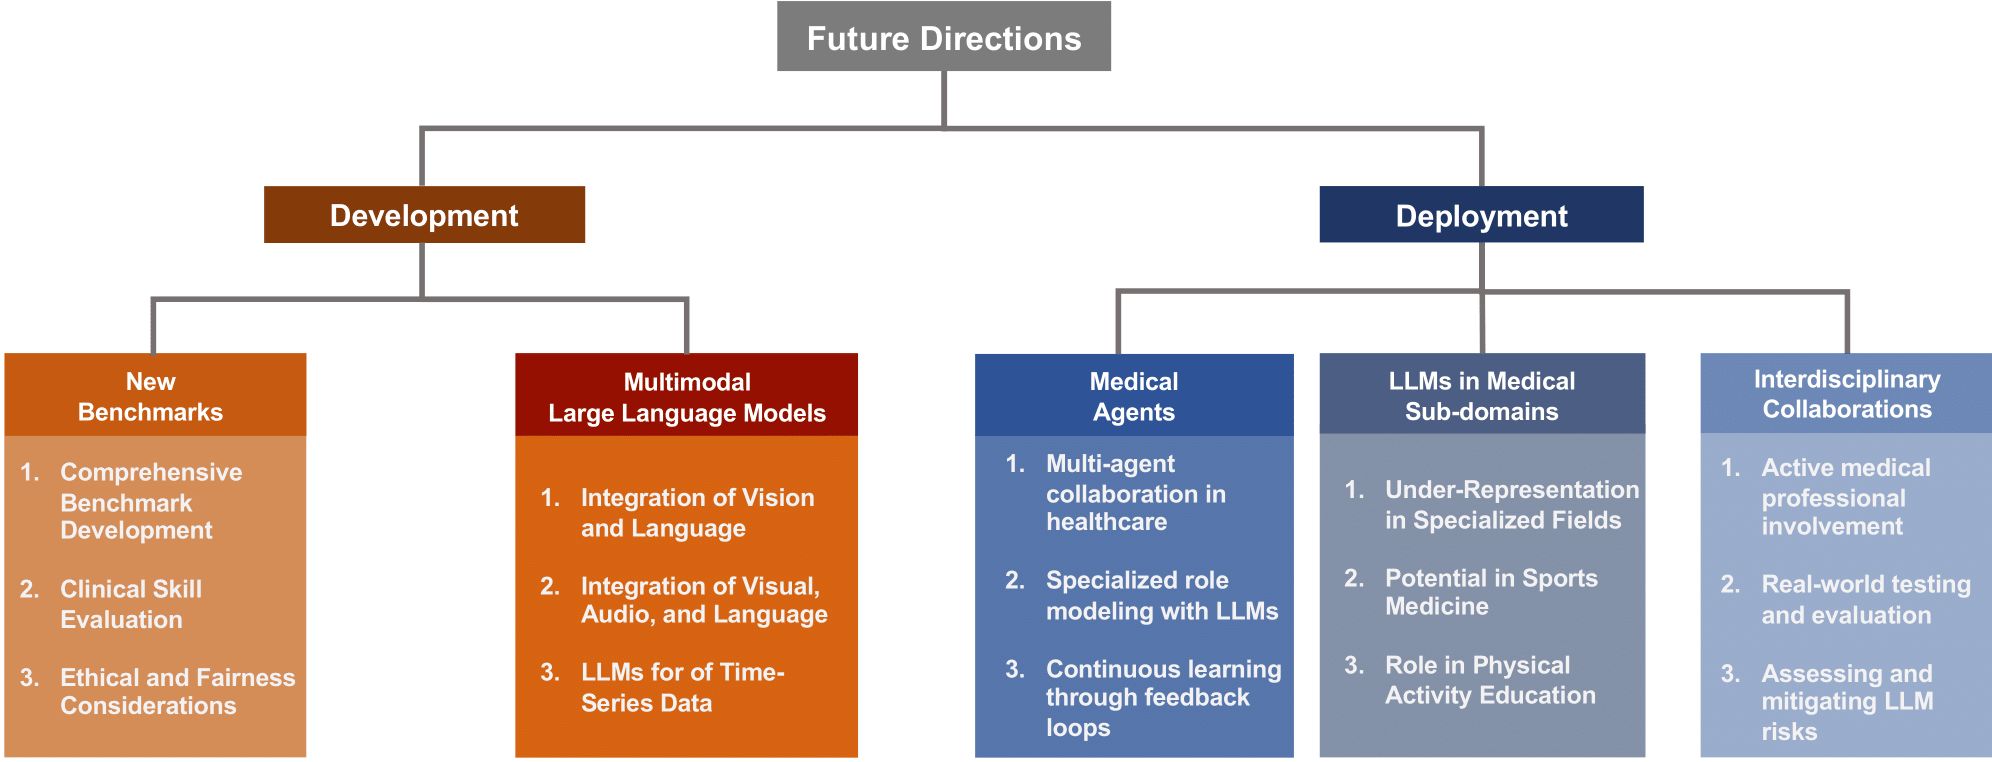 Future Directions
Development
Deployment
New
Benchmarks
1. Comprehensive
Benchmark
Development
2. Clinical Skill
Evaluation
3. Ethical and Fairness
Considerations
Multimodal
Large Language Models
1. Integration of Vision
and Language
2. Integration of Visual,
Audio, and Language
3. LLMs for of Time-
Series Data
Medical
Agents
1. Multi-agent
collaboration in
healthcare
2. Specialized role
modeling with LLMs
3. Continuous learning
through feedback
loops
LLMs in Medical
Sub-domains
1. Under-Representation
in Specialized Fields
2. Potential in Sports
Medicine
3. Role in Physical
Activity Education
Interdisciplinary
Collaborations
1. Active medical
professional
involvement
2. Real-world testing
and evaluation
3. Assessing and
mitigating LLM
risks